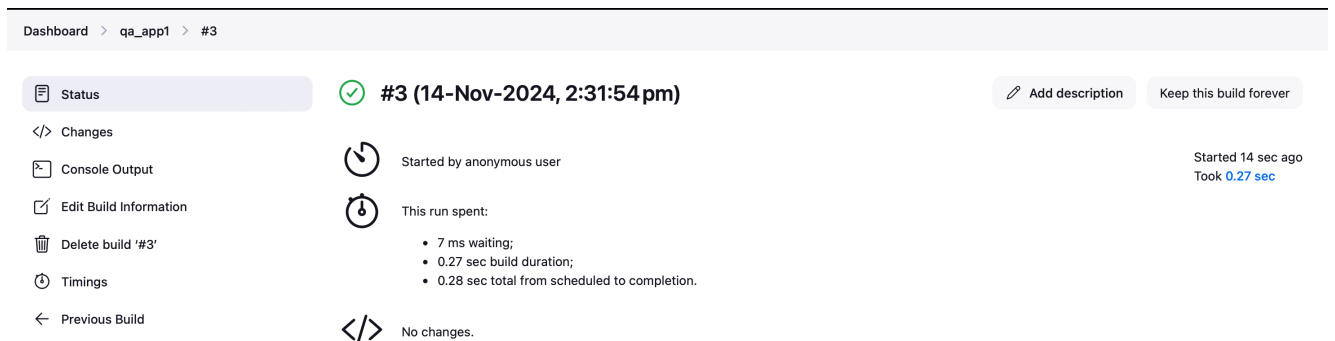 Dashboard > qa_app1 > #3
Status
</> Changes
Console Output
Edit Build Information
Delete build ‘#3’
Timings
Previous Build
#3 (14-Nov-2024, 2:31:54 pm)
Add description
Keep this build forever
Started by anonymous user
Started 14 sec ago
Took 0.27 sec
This run spent:
• 7 ms waiting;
• 0.27 sec build duration;
• 0.28 sec total from scheduled to completion.
</> No changes.